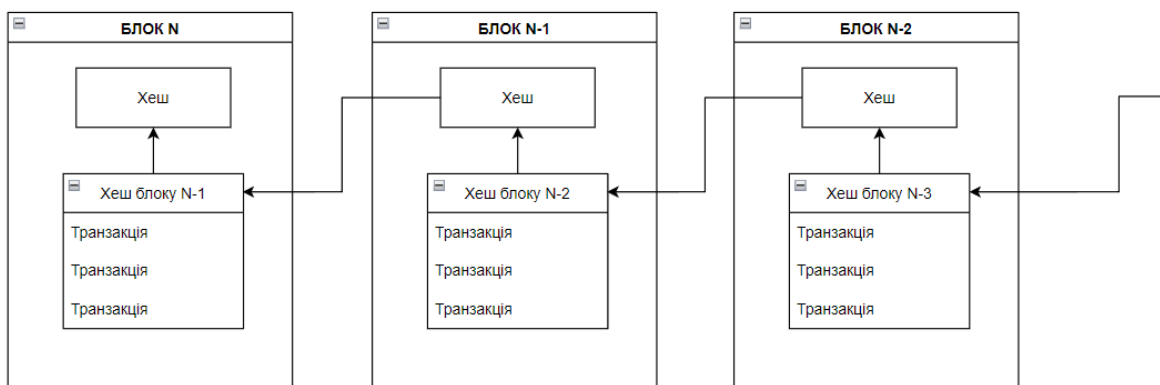 БЛОК N
Хеш
Хеш блоку N-1
Транзакція
Транзакція
Транзакція
БЛОК N-1
Хеш
Хеш блоку N-2
Транзакція
Транзакція
Транзакція
БЛОК N-2
Хеш
Хеш блоку N-3
Транзакція
Транзакція
Транзакція